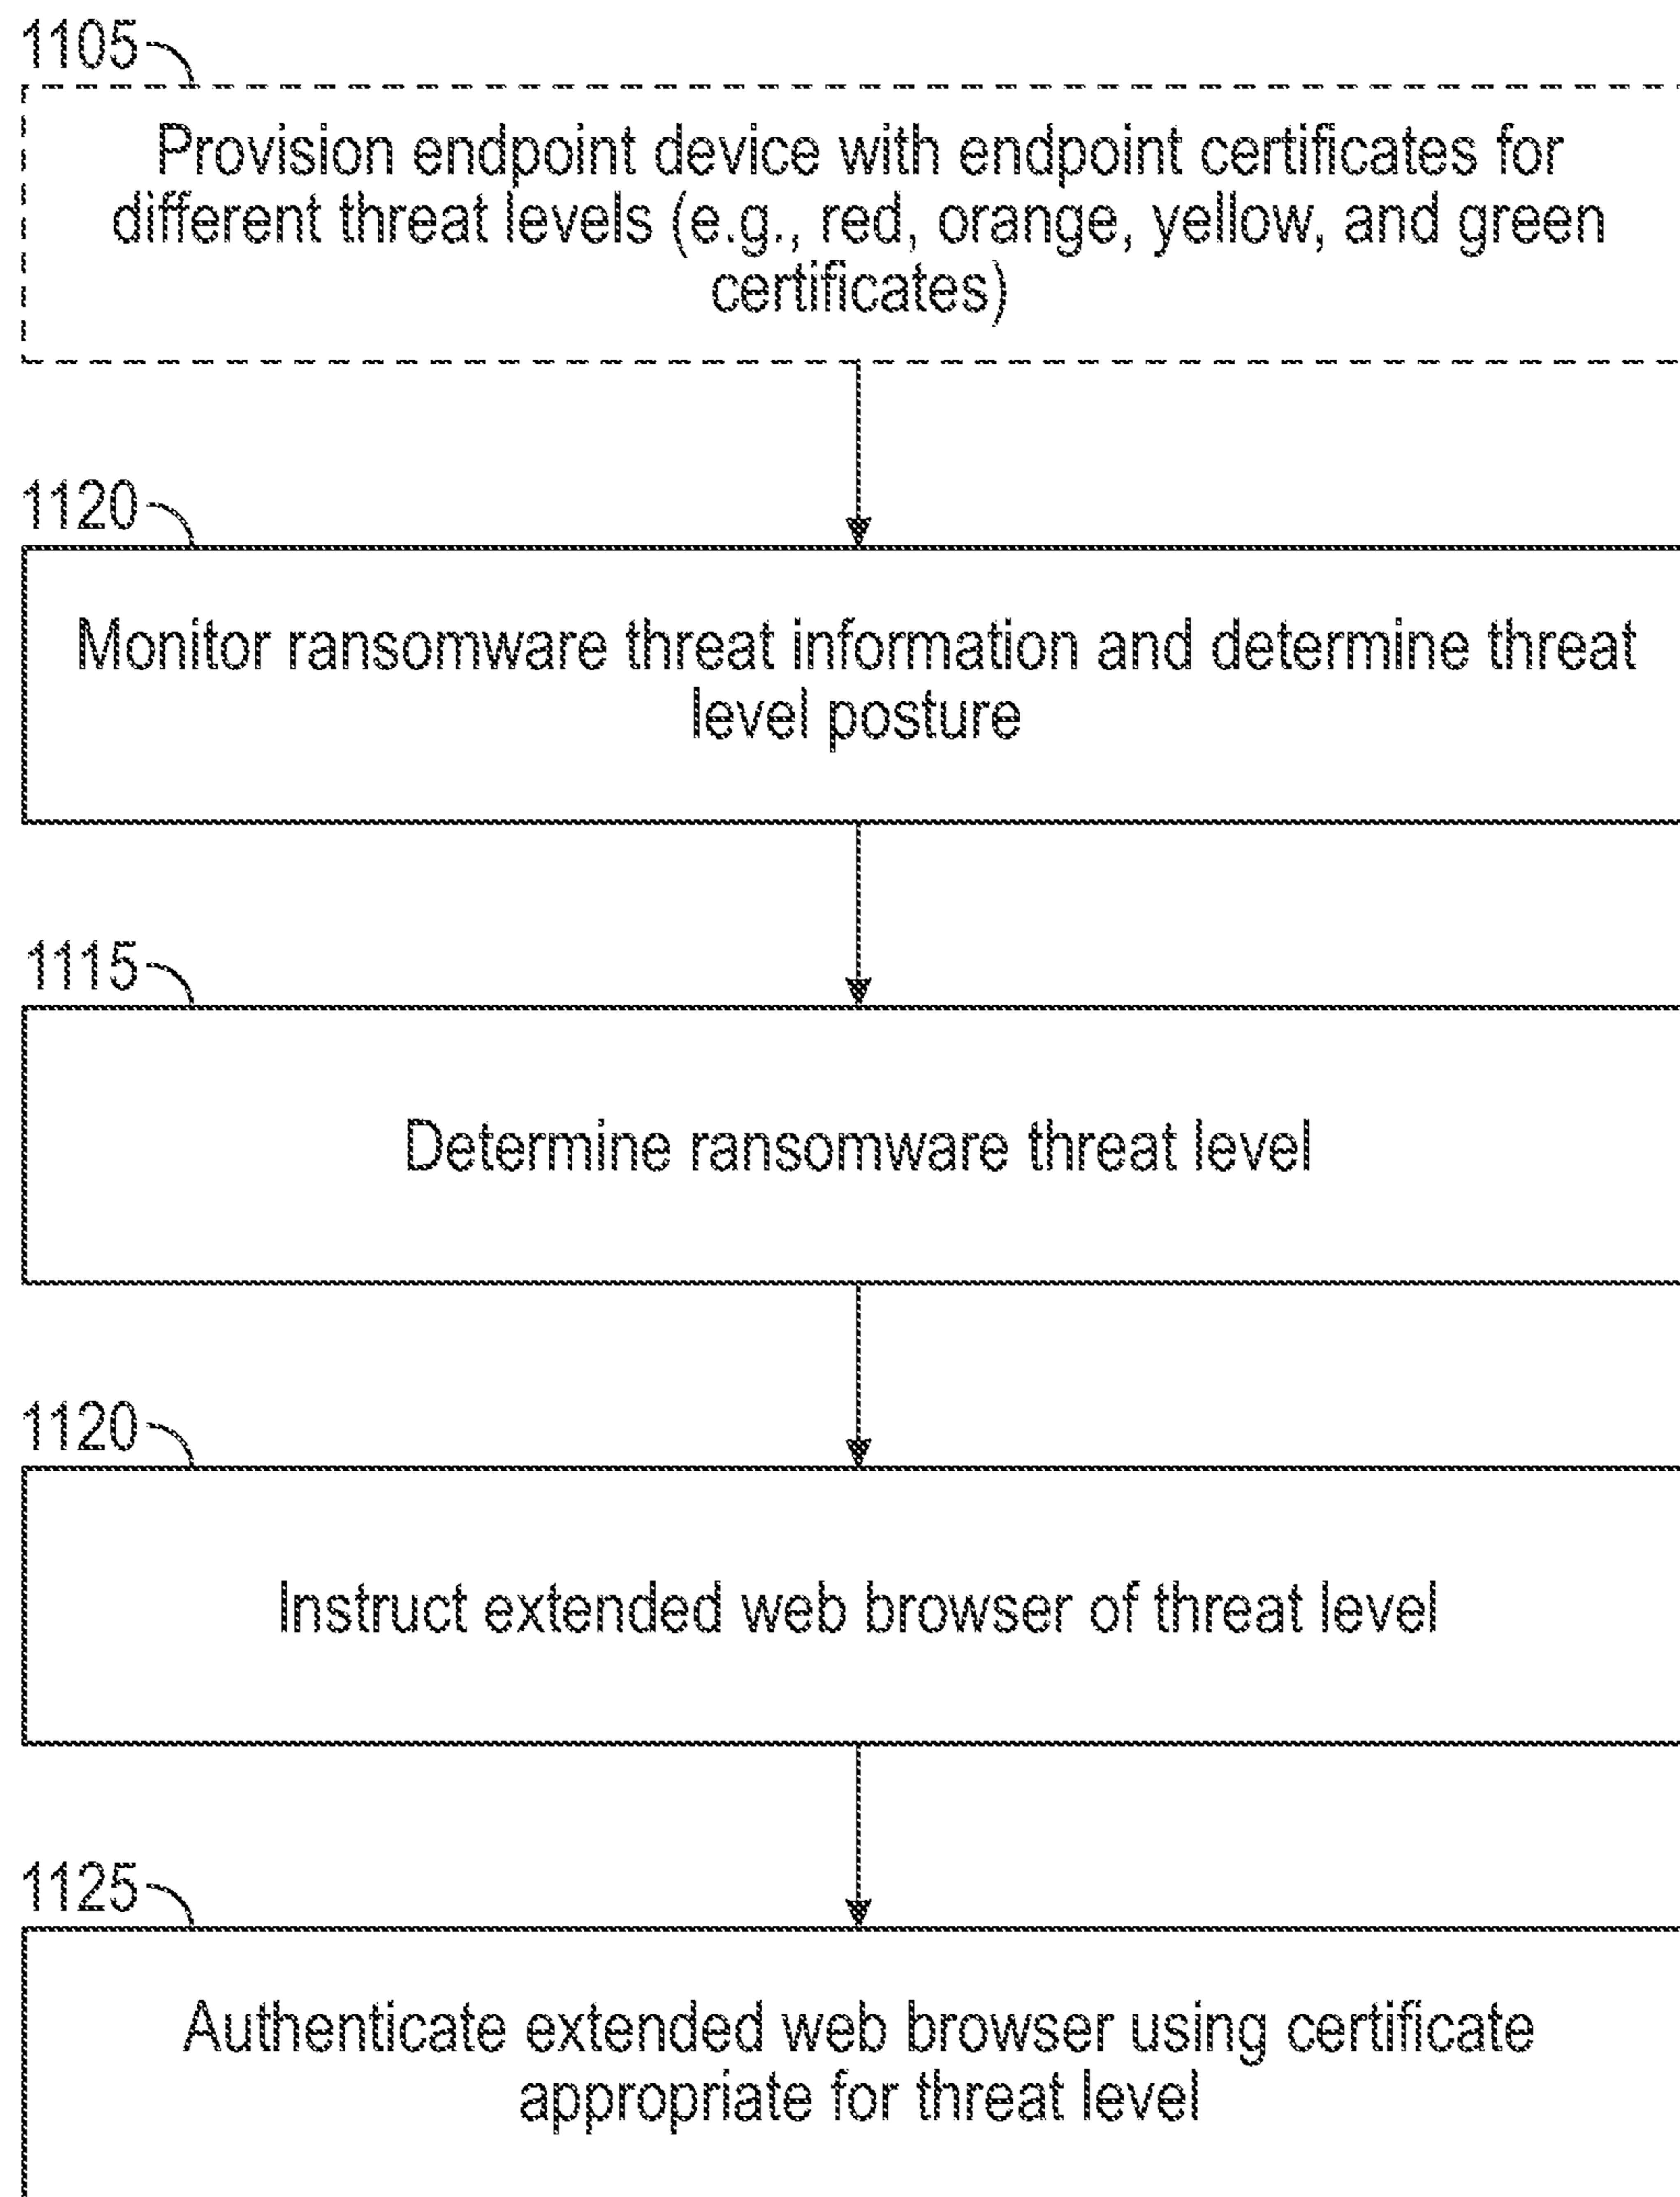 1105
Provision endpoint device with endpoint certificates for
different threat levels (e.g., red, orange, yellow, and green
certificates)
1120
Monitor ransomware threat information and determine threat
level posture
1115
Determine ransomware threat level
1120
Instruct extended web browser of threat level
1125
Authenticate extended web browser using certificate
appropriate for threat level